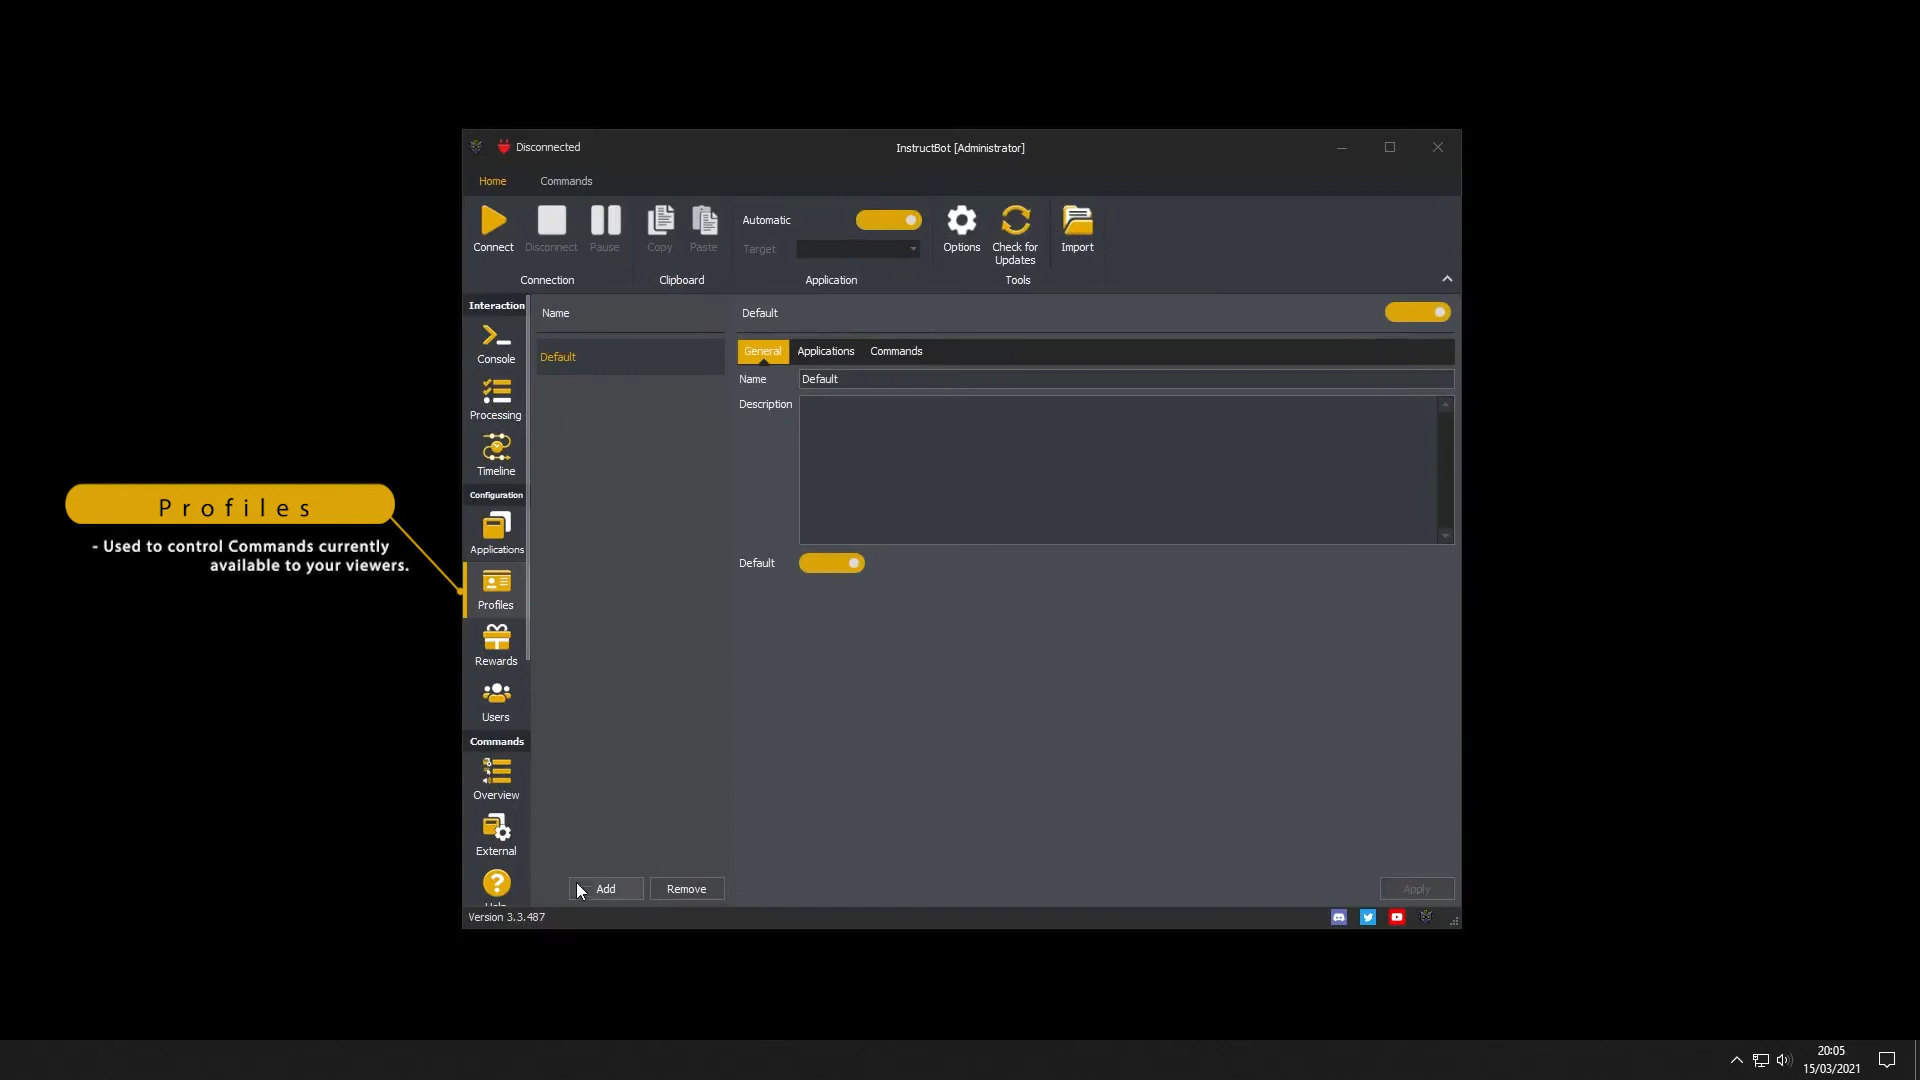 Disconnected
InstructBot [Administrator]
Home
Commands
Connect
Disconnect
Pause
Copy
Paste
Automatic
Target
Options
Check for
Updates
Import
Connection
Clipboard
Application
Tools
Interaction
Console
Processing
Timeline
Configuration
Applications
Profiles
Rewards
Users
Commands
Overview
External
Name
Default
Default
General
Applications
Commands
Name
Default
Description
Default
Profiles
- Used to control Commands currently
available to your viewers.
Add
Remove
Apply
Version 3.3.487
20:05
15/03/2021